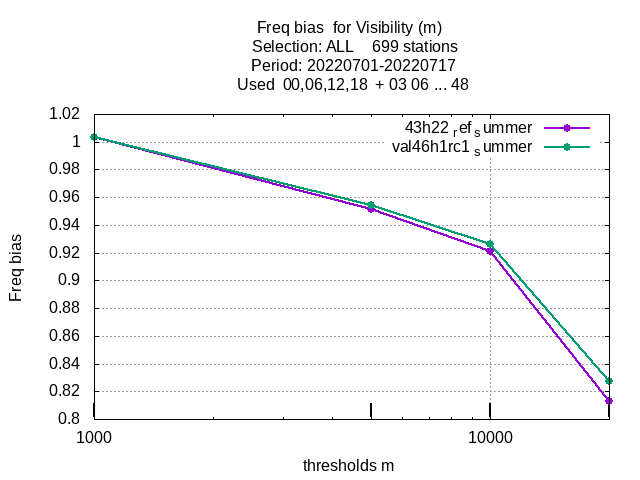 Freq bias for Visibility (m)
Selection: ALL 699 stations
Period: 20220701-20220717
Used 00,06,12,18 + 03 06 ... 48
43h22 ref summer
val46h1rc1 summer
1.02
1
0.98
0.96
0.94
0.92
0.9
0.88
0.86
0.84
0.82
0.8
Freq bias
1000 10000
thresholds m